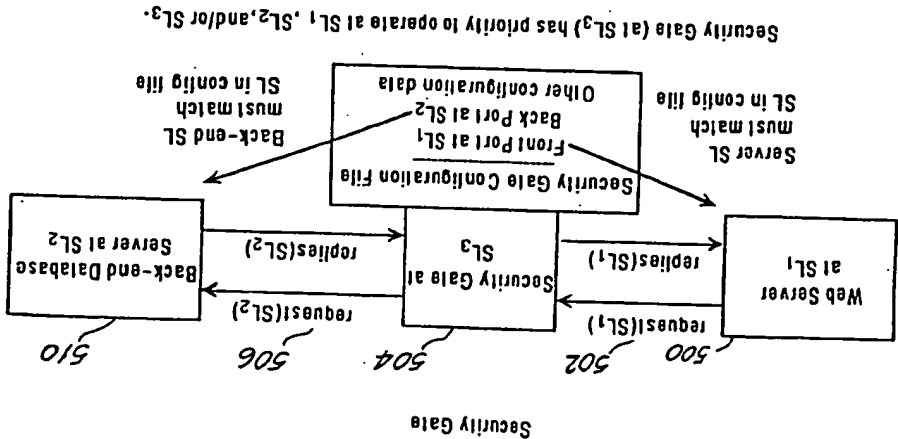 Security Gate
500
502
504
506
510
Web Server
at SL1
request(SL1)
replies(SL1)
Security Gate at
SL3
request(SL2)
replies(SL2)
Back-end Database
Server at SL2
Security Gate Configuration File
Front Port at SL1
Back Port at SL2
Other configuration data
Server SL
must match
SL in config file
Back-end SL
must match
SL in config file
Security Gate (at SL3) has priority to operate at SL1, SL2, and/or SL3.